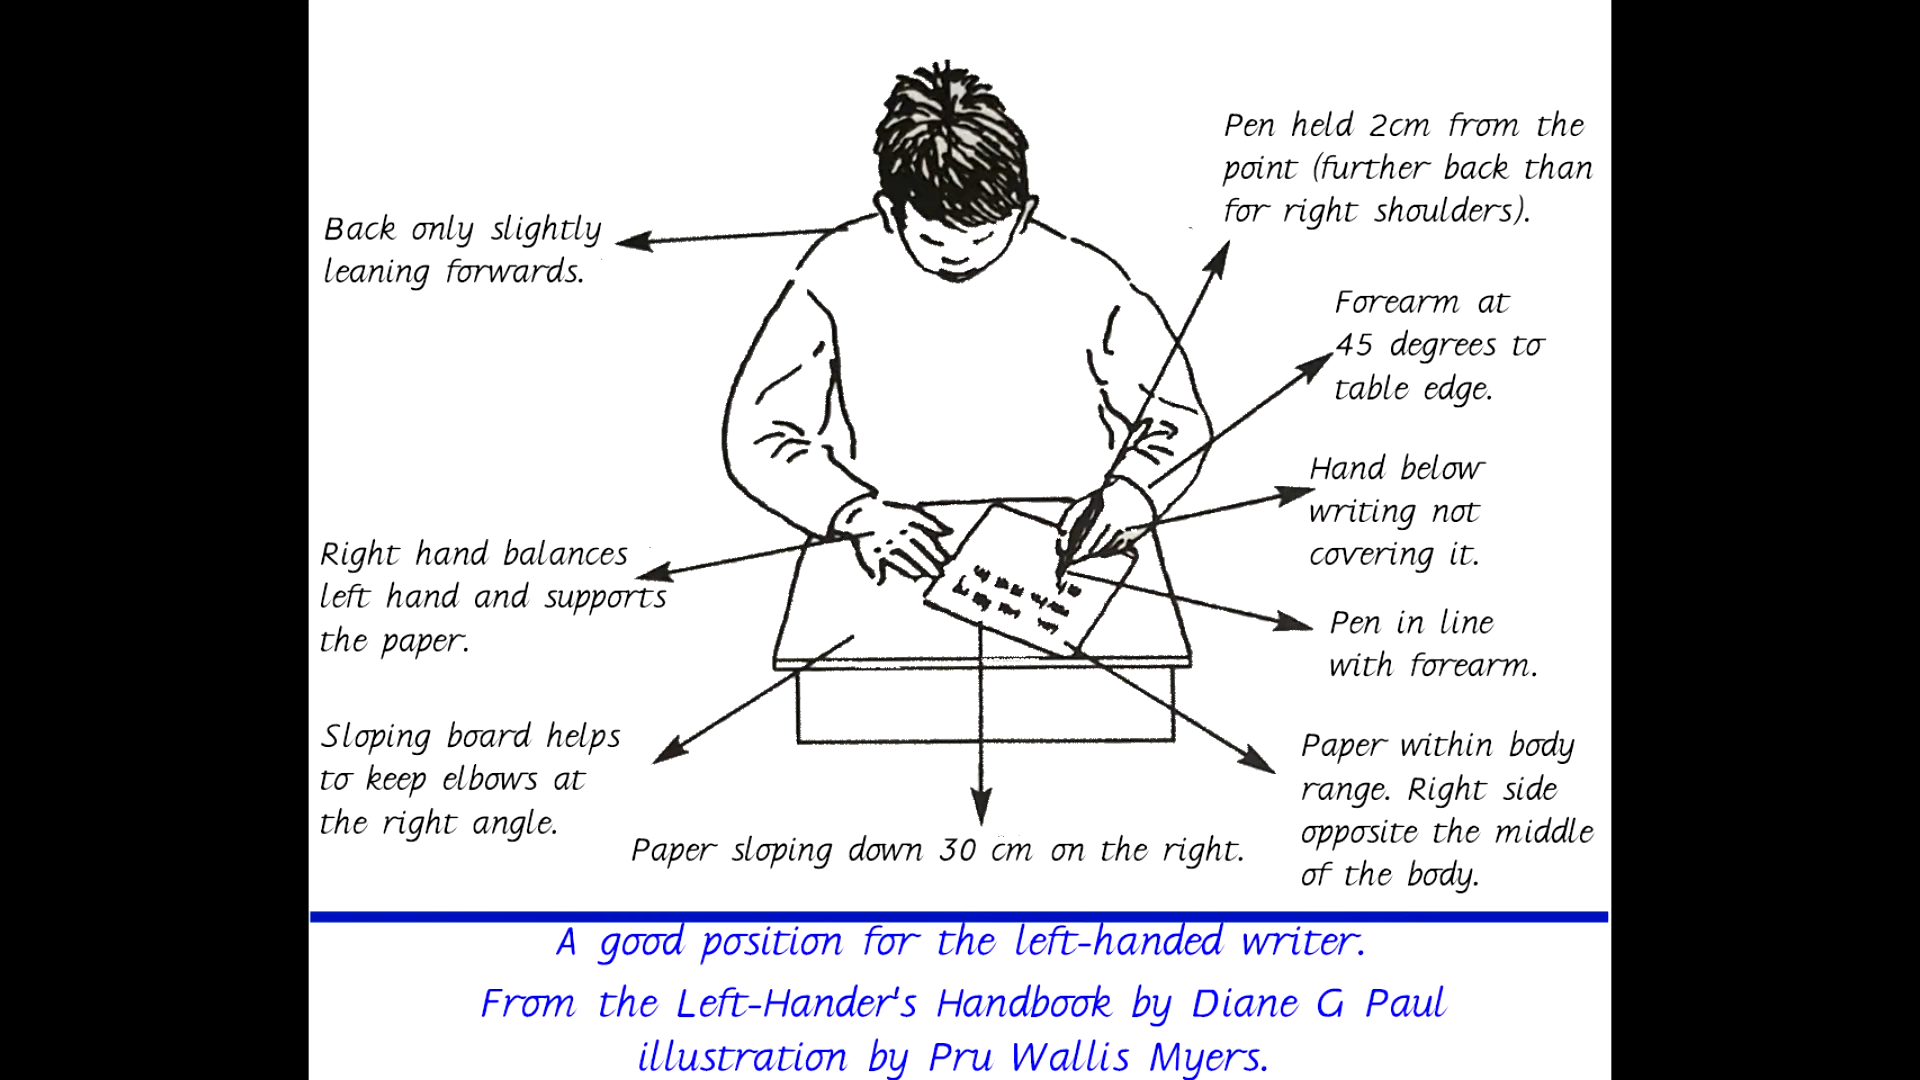 Back only slightly
leaning forwards.
Right hand balances
left hand and supports
the paper.
Sloping board helps
to keep elbows at
the right angle.
Paper sloping down 30 cm on the right.
Pen held 2cm from the
point (further back than
for right shoulders).
Forearm at
45 degrees to
table edge.
Hand below
writing not
covering it.
Pen in line
with forearm.
Paper within body
range. Right side
opposite the middle
of the body.
A good position for the left-handed writer.
From the Left-Hander's Handbook by Diane G Paul
illustration by Pru Wallis Myers.